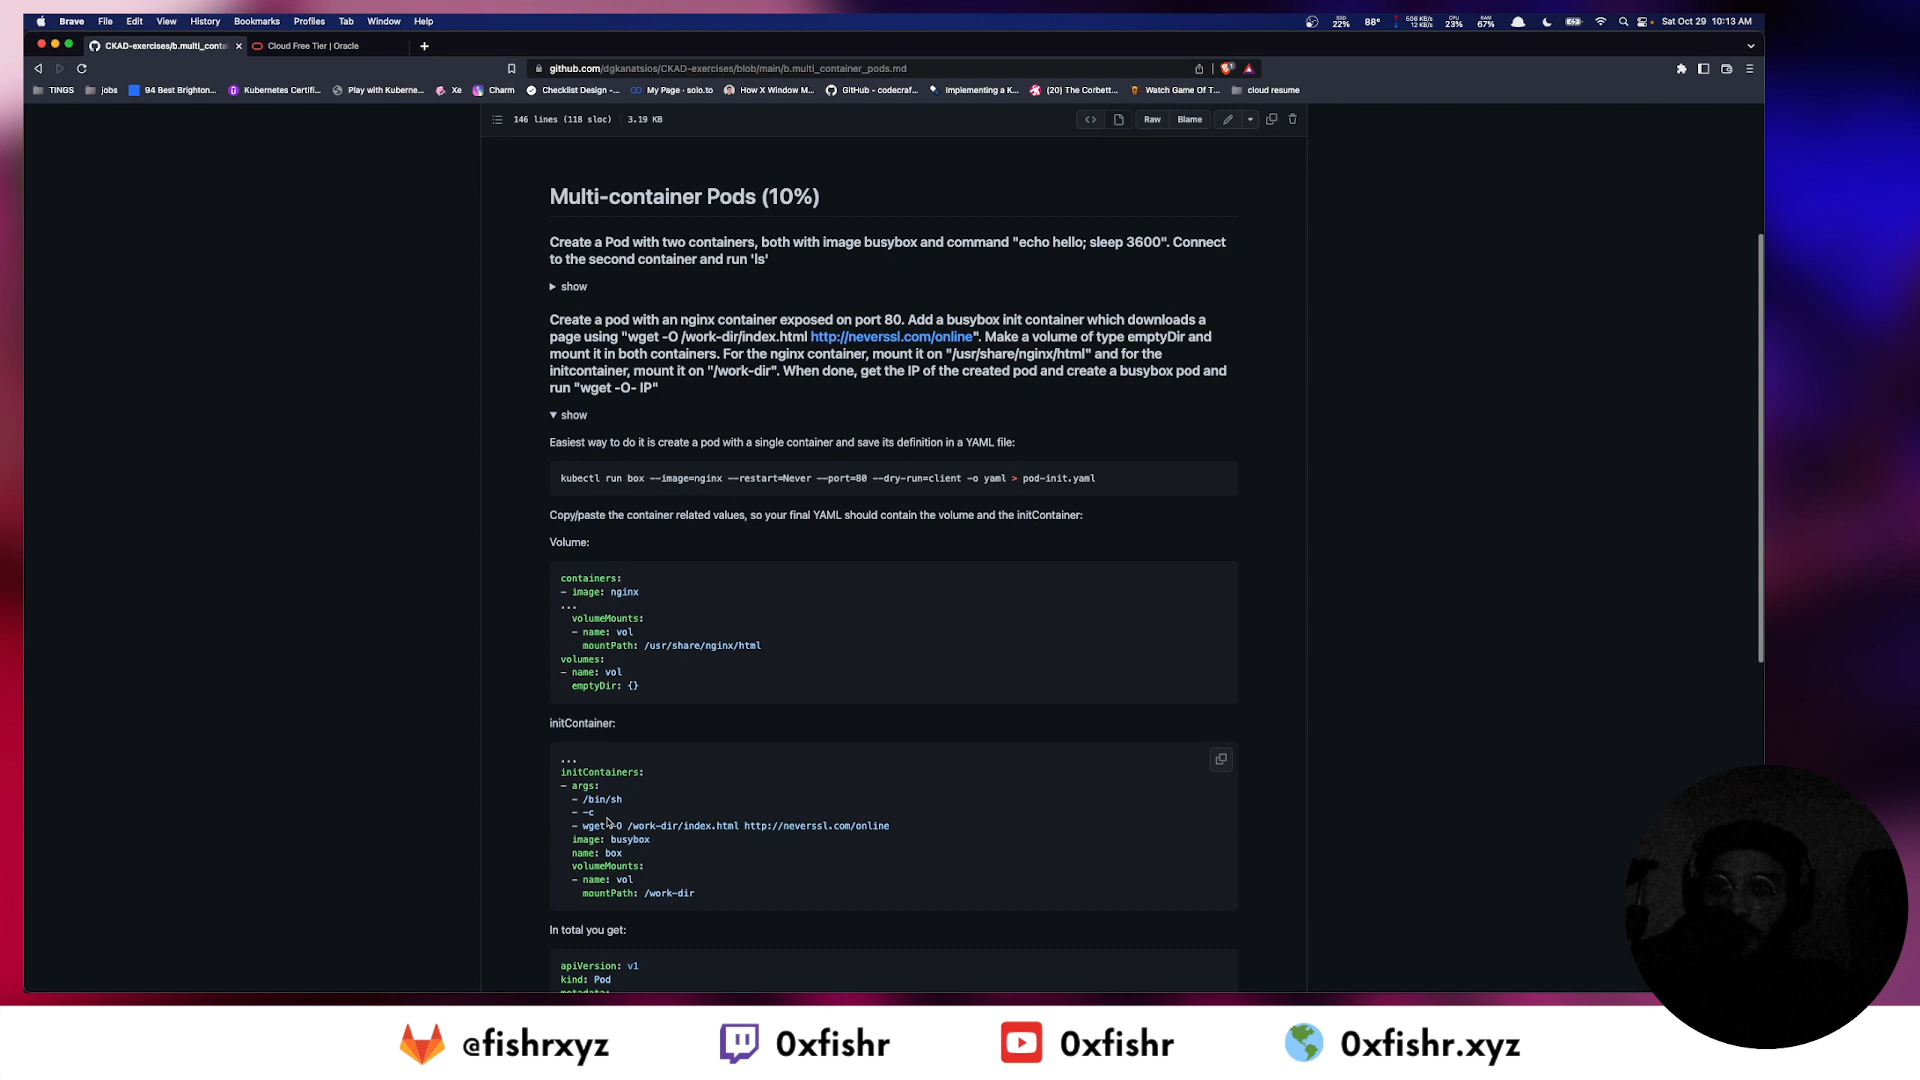 Brave File Edit View History Bookmarks Profiles Tab Window Help
SSD 22% 88° 506 KB/s 12 KB/s CPU 23% RAM 67% Sat Oct 29 10:13 AM
CKAD-exercises/b.multi_conta Cloud Free Tier | Oracle
github.com/dgkanatsios/CKAD-exercises/blob/main/b.multi_container_pods.md
TINGS jobs 94 Best Brighton... Kubernetes Certifi... Play with Kuberne... Xe Charm Checklist Design -... My Page · solo.to How X Window M... GitHub - codecraf... Implementing a K... (20) The Corbett... Watch Game Of T... cloud resume
146 lines (118 sloc) 3.19 KB Raw Blame
Multi-container Pods (10%)
Create a Pod with two containers, both with image busybox and command "echo hello; sleep 3600". Connect
to the second container and run 'ls'
show
Create a pod with an nginx container exposed on port 80. Add a busybox init container which downloads a
page using "wget -O /work-dir/index.html http://neverssl.com/online". Make a volume of type emptyDir and
mount it in both containers. For the nginx container, mount it on "/usr/share/nginx/html" and for the
initcontainer, mount it on "/work-dir". When done, get the IP of the created pod and create a busybox pod and
run "wget -O- IP"
show
Easiest way to do it is create a pod with a single container and save its definition in a YAML file:
kubectl run box --image=nginx --restart=Never --port=80 --dry-run=client -o yaml > pod-init.yaml
Copy/paste the container related values, so your final YAML should contain the volume and the initContainer:
Volume:
containers:
- image: nginx
...
volumeMounts:
- name: vol
mountPath: /usr/share/nginx/html
volumes:
- name: vol
emptyDir: {}
initContainer:
...
initContainers:
- args:
- /bin/sh
- -c
- wget -O /work-dir/index.html http://neverssl.com/online
image: busybox
name: box
volumeMounts:
- name: vol
mountPath: /work-dir
In total you get:
apiVersion: v1
kind: Pod
metadata:
@fishrxyz 0xfishr 0xfishr 0xfishr.xyz